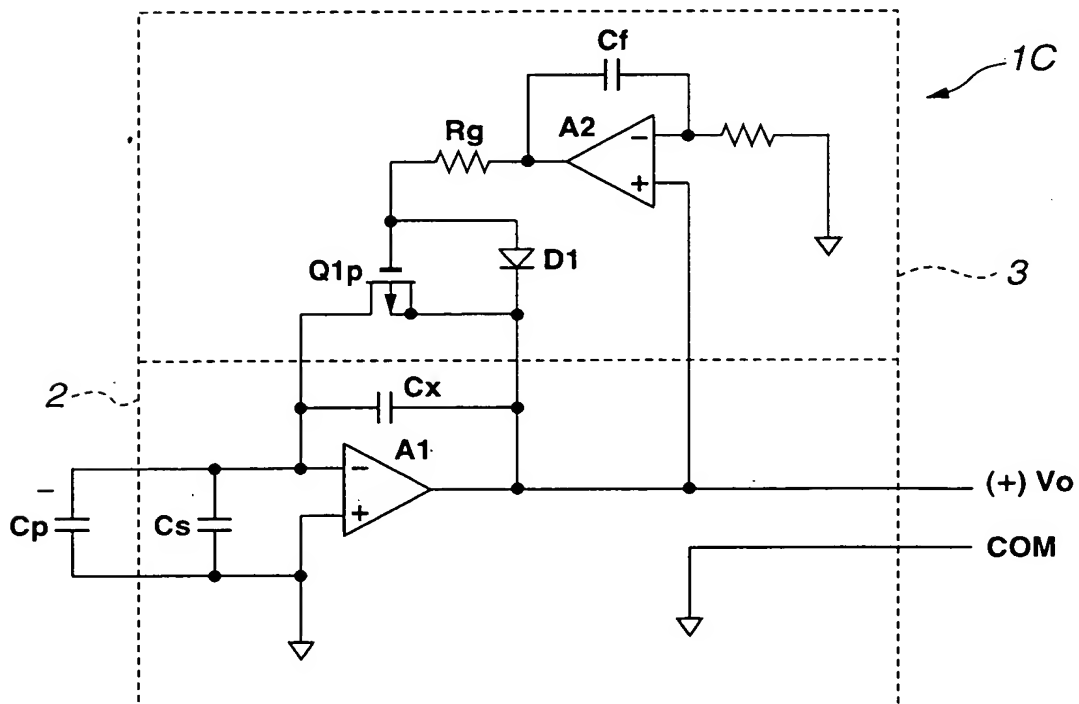 Cf
1C
Rg
A2
−
+
Q1p
D1
3
2
Cx
A1
−
+
−
Cp
Cs
(+) Vo
COM